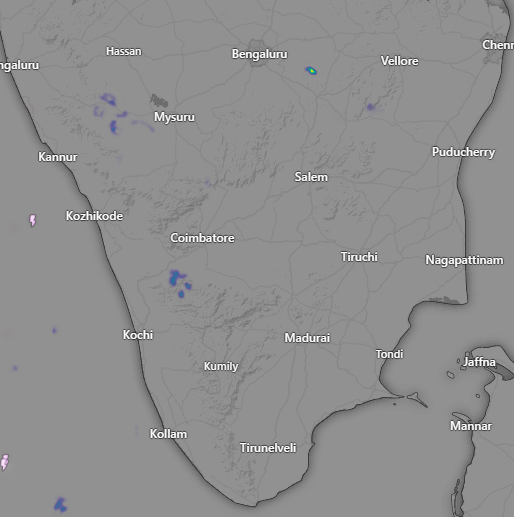 Hassan
Bengaluru
Chenn
ngaluru
Vellore
Mysuru
Kannur
Puducherry
Salem
Kozhikode
Coimbatore
Tiruchi
Nagapattinam
Kochi
Madurai
Tondi
Kumily
Jaffna
Mannar
Kollam
Tirunelveli